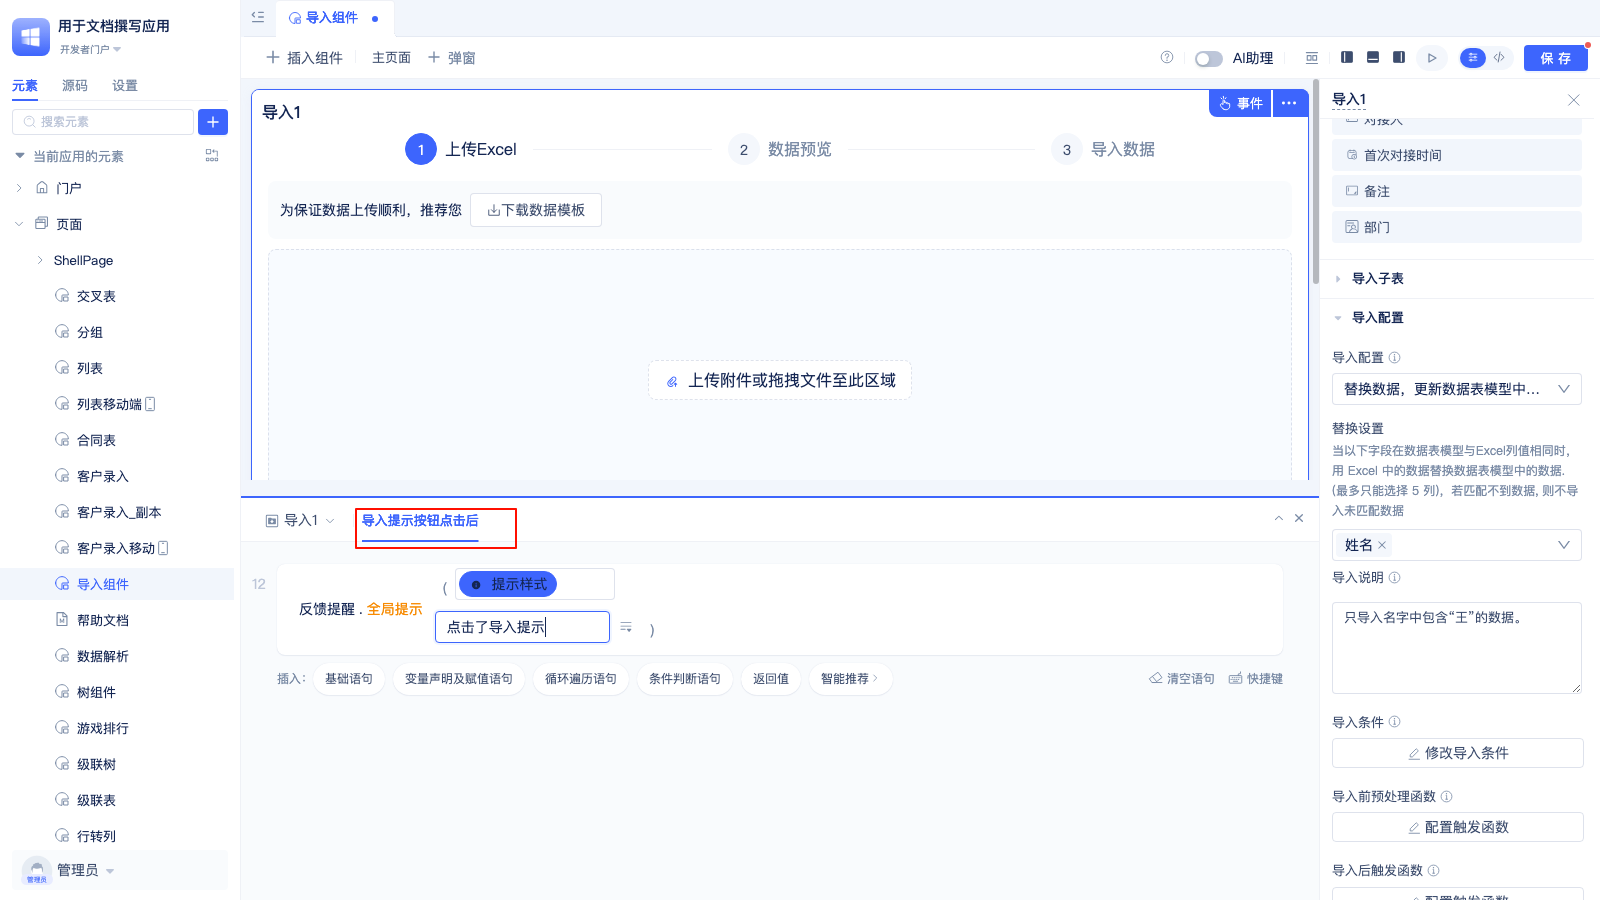 用于文档撰写应用
开发者门户
元素 源码 设置
搜索元素
当前应用的元素
门户
页面
ShellPage
交叉表
分组
列表
列表移动端
合同表
客户录入
客户录入_副本
客户录入移动
导入组件
帮助文档
数据解析
树组件
游戏排行
级联树
级联表
行转列
管理员
管理员
导入组件
插入组件 主页面 弹窗
AI助理
保存
导入1
事件
1 上传Excel 2 数据预览 3 导入数据
为保证数据上传顺利，推荐您 下载数据模板
上传附件或拖拽文件至此区域
导入1 导入提示按钮点击后
12
反馈提醒 . 全局提示 ( 提示样式
点击了导入提示 )
插入： 基础语句 变量声明及赋值语句 循环遍历语句 条件判断语句 返回值 智能推荐
清空语句 快捷键
导入1
对接人
首次对接时间
备注
部门
导入子表
导入配置
导入配置
替换数据，更新数据表模型中...
替换设置
当以下字段在数据表模型与Excel列值相同时，
用 Excel 中的数据替换数据表模型中的数据.
(最多只能选择 5 列)，若匹配不到数据, 则不导
入未匹配数据
姓名
导入说明
只导入名字中包含“王”的数据。
导入条件
修改导入条件
导入前预处理函数
配置触发函数
导入后触发函数
配置触发函数